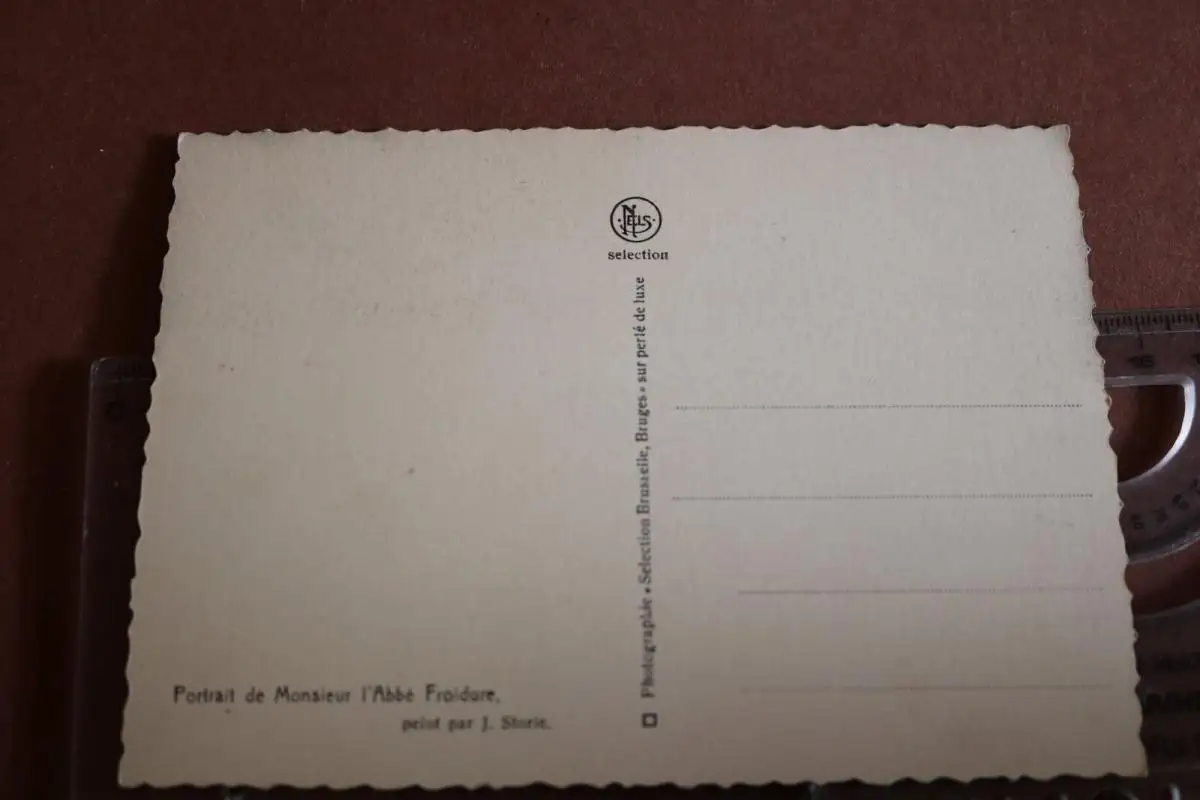 NELS
selection
Photographie « Selection Brusselle, Bruges » sur perlé de luxe
Portrait de Monsieur l'Abbé Froidure,
peint par J. Storie.